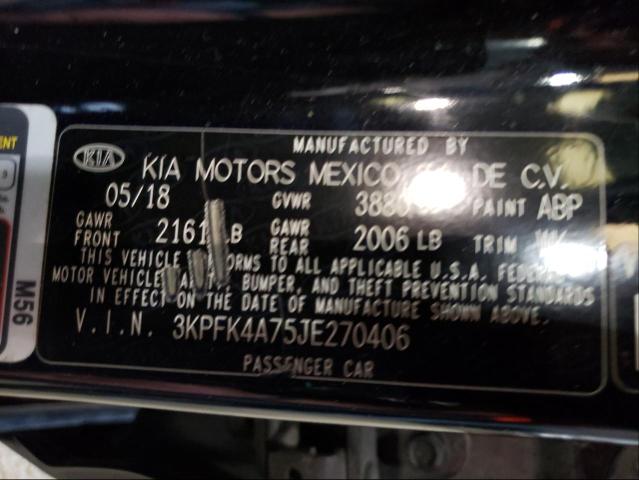 MANUFACTURED BY
KIA KIA MOTORS MEXICO DE C.V.
05/18 GVWR PAINT ABP
GAWR FRONT LB GAWR REAR 2006 LB TRIM
THIS VEHICLE TO ALL APPLICABLE U.S.A.
MOTOR VEHICLE BUMPER, AND THEFT PREVENTION STANDARDS
IN EFFECT ON THE DATE OF MANUFACTURE SHOWN ABOVE.
V.I.N. 3KPFK4A75JE270406
PASSENGER CAR
M56